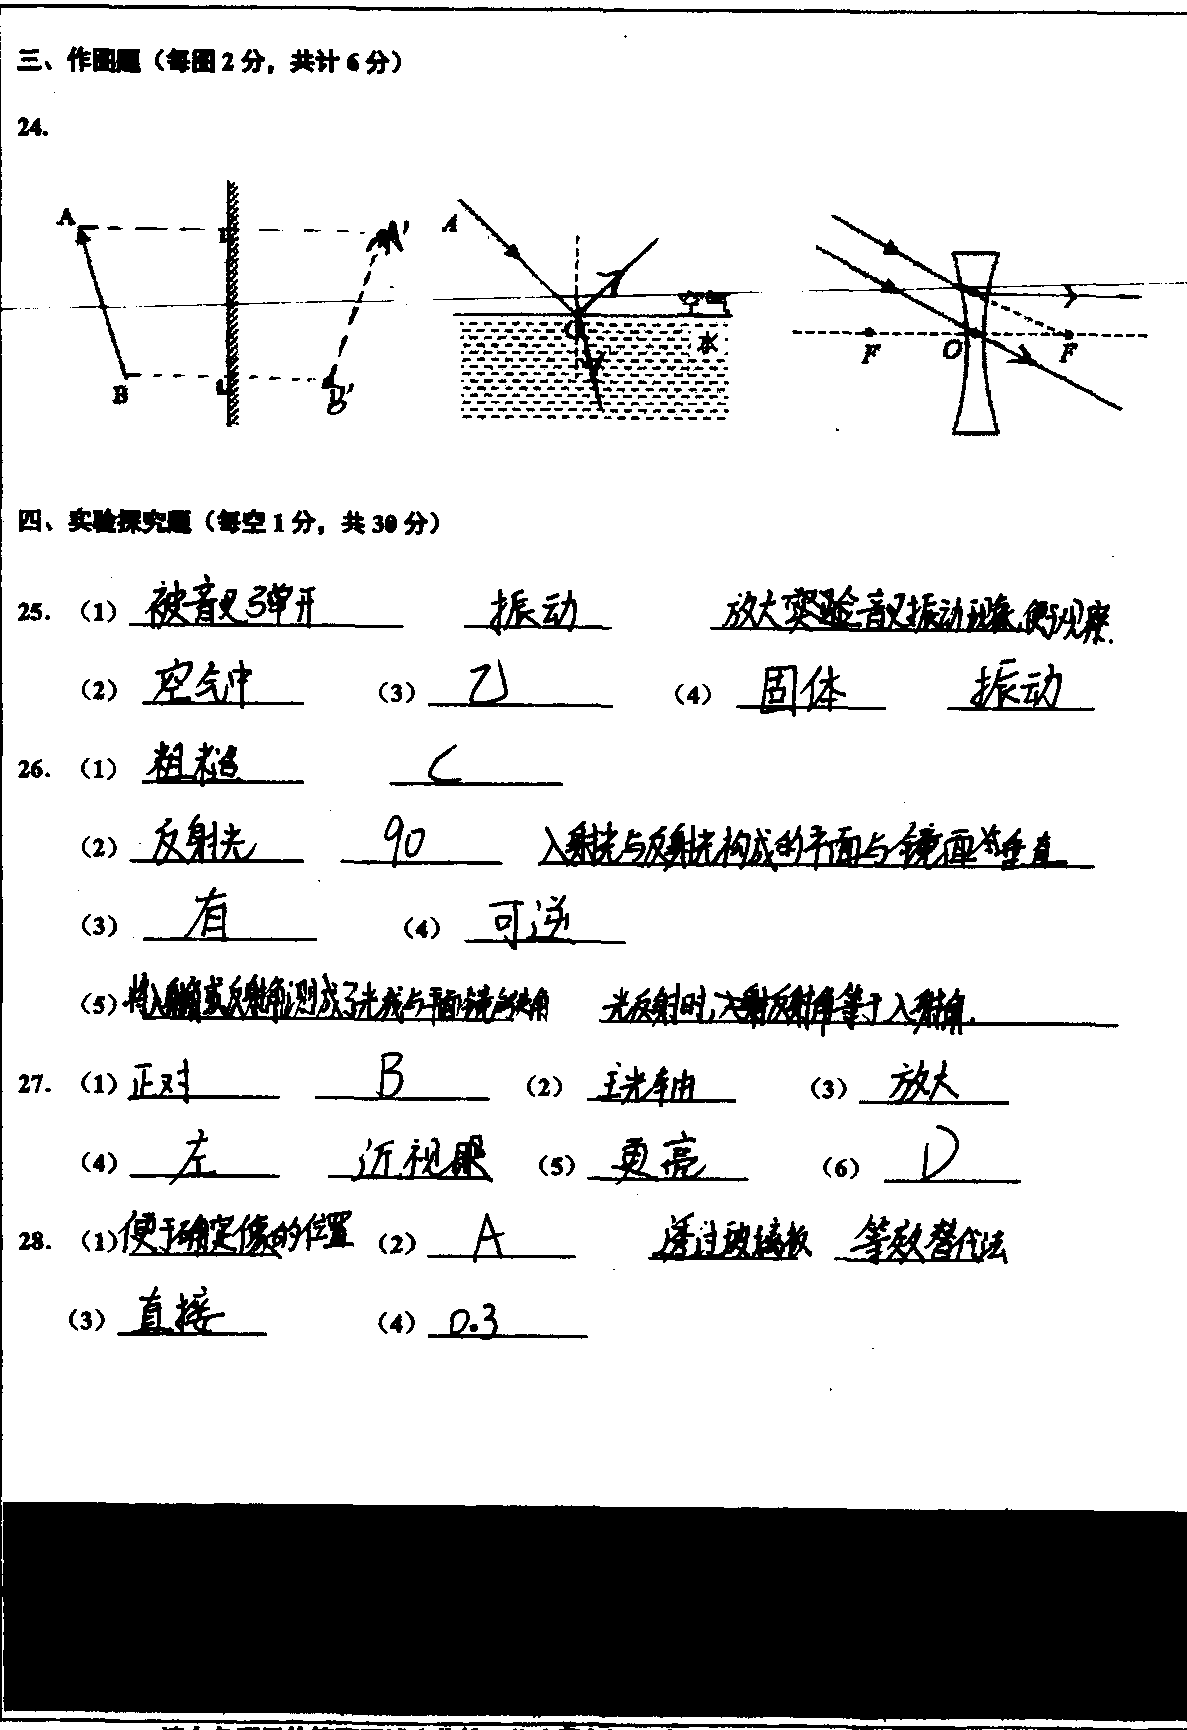 三、作图题（每图2分，共计6分）
24.
A A' A 空气
O 水 F O F
B B'
四、实验探究题（每空1分，共30分）
25.（1）被音叉弹开 振动 放大实验音叉振动现象,便于观察.
（2）空气中 （3）乙 （4）固体 振动
26.（1）粗糙 C
（2）反射光 90 入射光与反射光构成的平面与镜面垂直
（3）有 （4）可逆
（5）将入射角或反射角测成了光线与平面镜的夹角 光反射时,反射角等于入射角.
27.（1）正对 B （2）主光轴 （3）放大
（4）左 近视眼 （5）更亮 （6）D
28.（1）便于确定像的位置 （2）A 透过玻璃板 等效替代法
（3）直接 （4）0.3